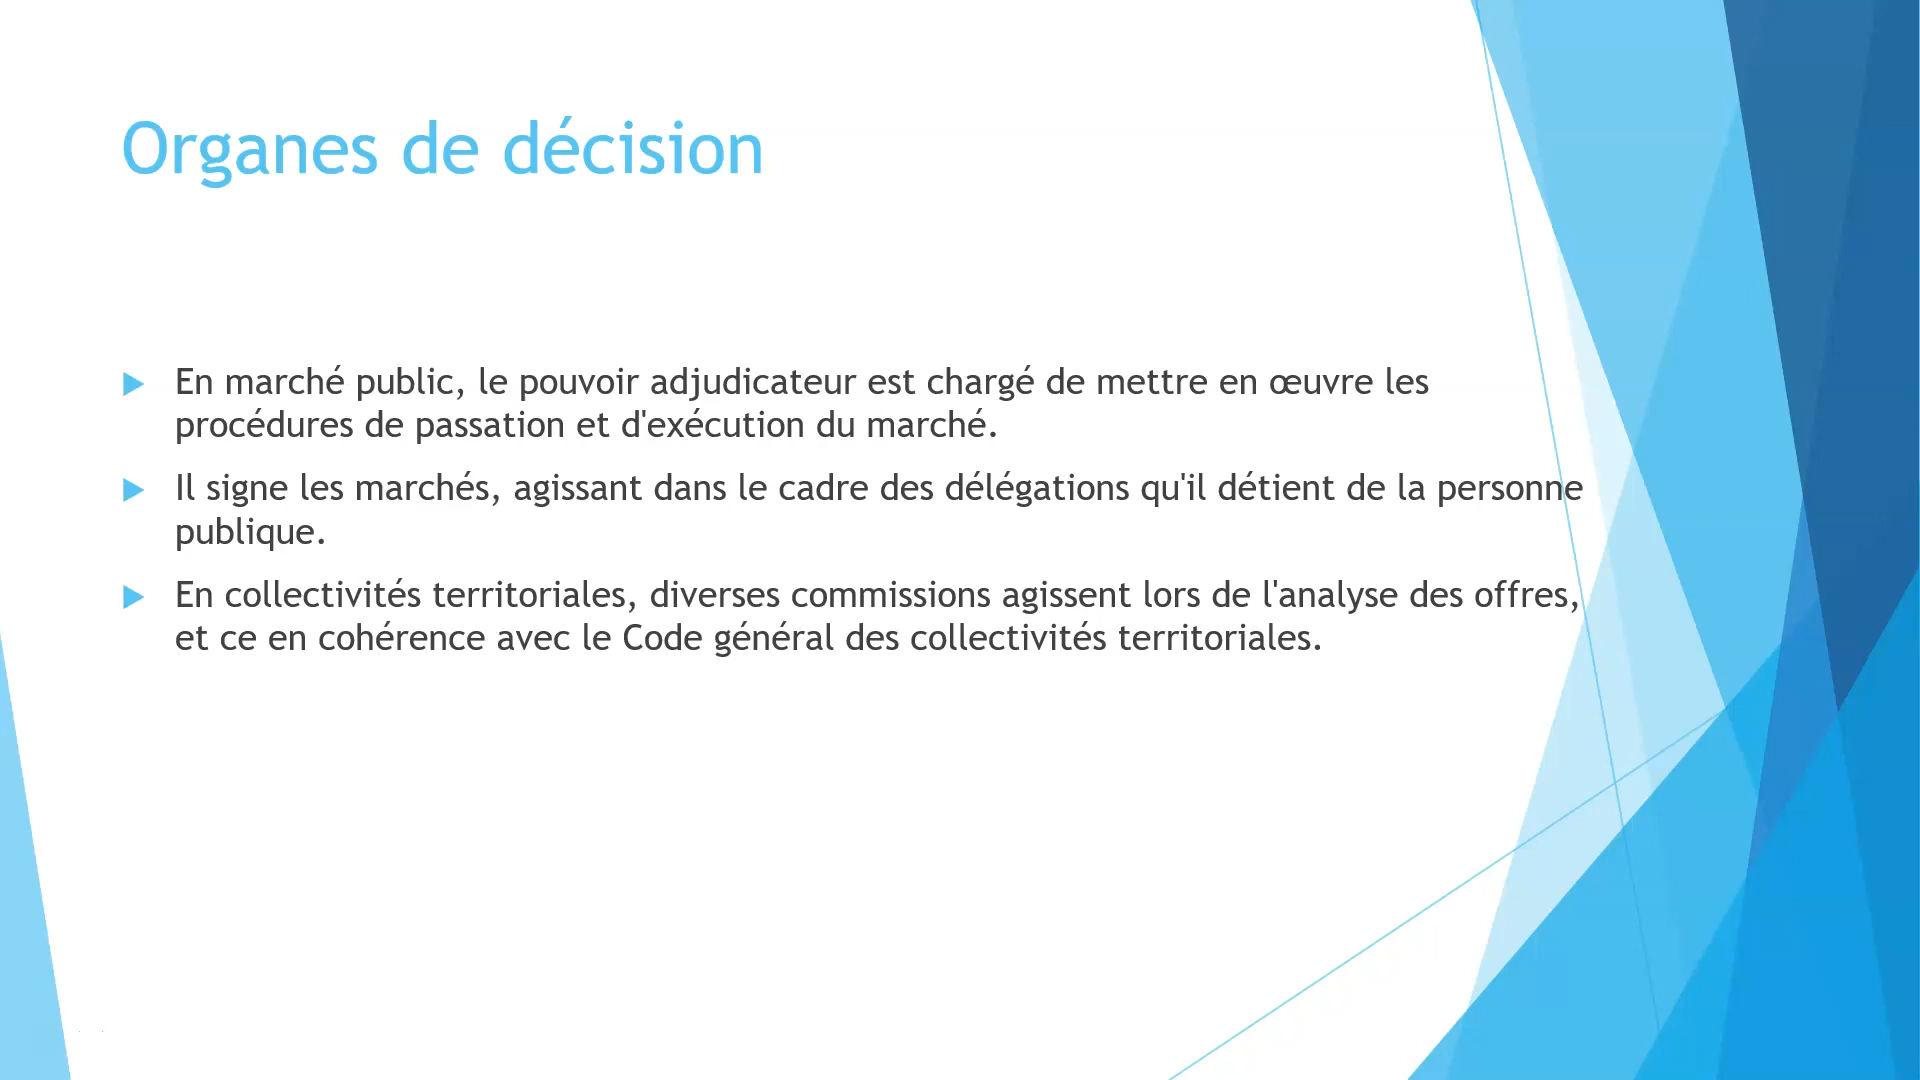 Organes de décision
En marché public, le pouvoir adjudicateur est chargé de mettre en œuvre les
procédures de passation et d'exécution du marché.
Il signe les marchés, agissant dans le cadre des délégations qu'il détient de la personne
publique.
En collectivités territoriales, diverses commissions agissent lors de l'analyse des offres,
et ce en cohérence avec le Code général des collectivités territoriales.